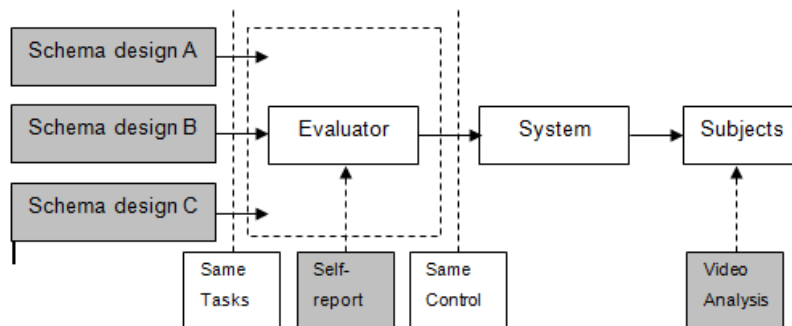 Schema design A
Schema design B
Evaluator
System
Subjects
Schema design C
Same
Tasks
Self-
report
Same
Control
Video
Analysis